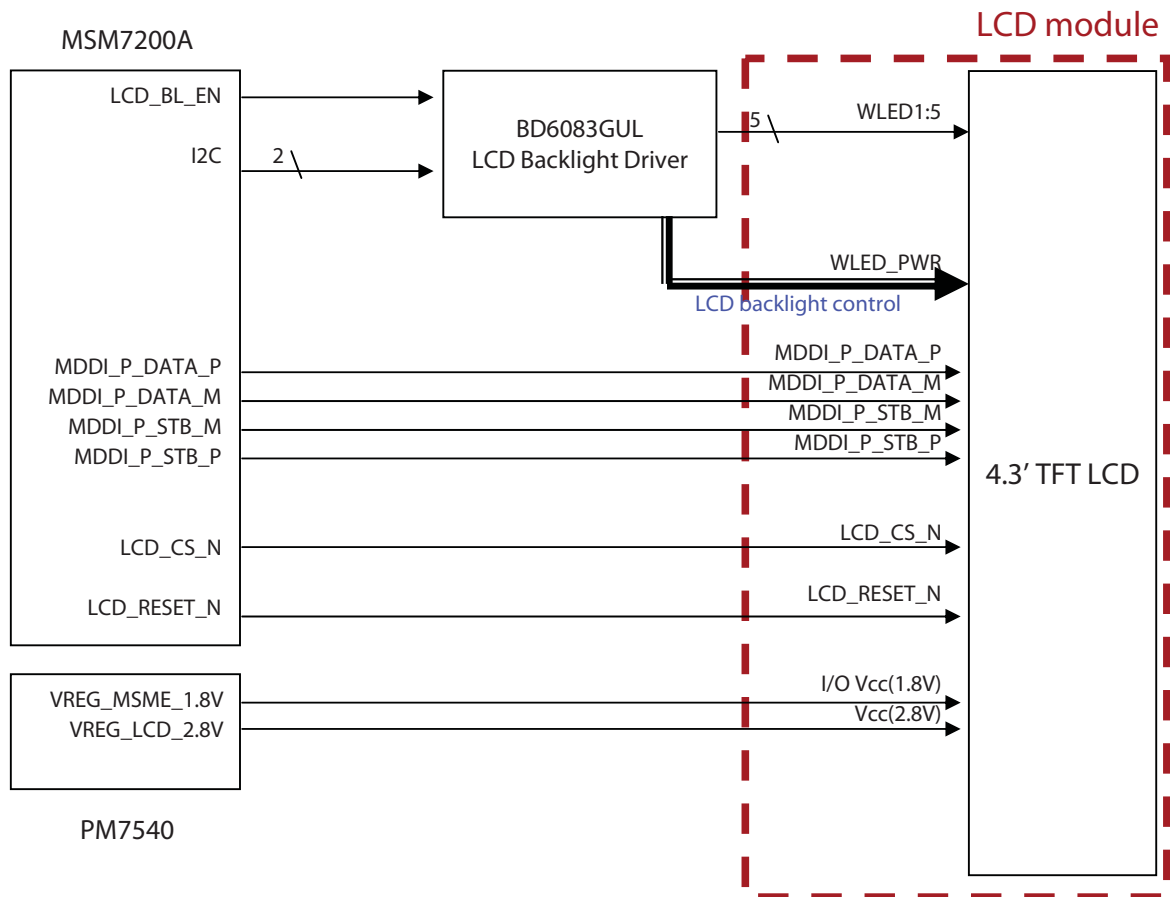 LCD module
MSM7200A
LCD_BL_EN
I2C
2
BD6083GUL
LCD Backlight Driver
5
WLED1:5
WLED_PWR
LCD backlight control
MDDI_P_DATA_P
MDDI_P_DATA_M
MDDI_P_STB_M
MDDI_P_STB_P
MDDI_P_DATA_P
MDDI_P_DATA_M
MDDI_P_STB_M
MDDI_P_STB_P
4.3’ TFT LCD
LCD_CS_N
LCD_CS_N
LCD_RESET_N
LCD_RESET_N
VREG_MSME_1.8V
VREG_LCD_2.8V
I/O Vcc(1.8V)
Vcc(2.8V)
PM7540